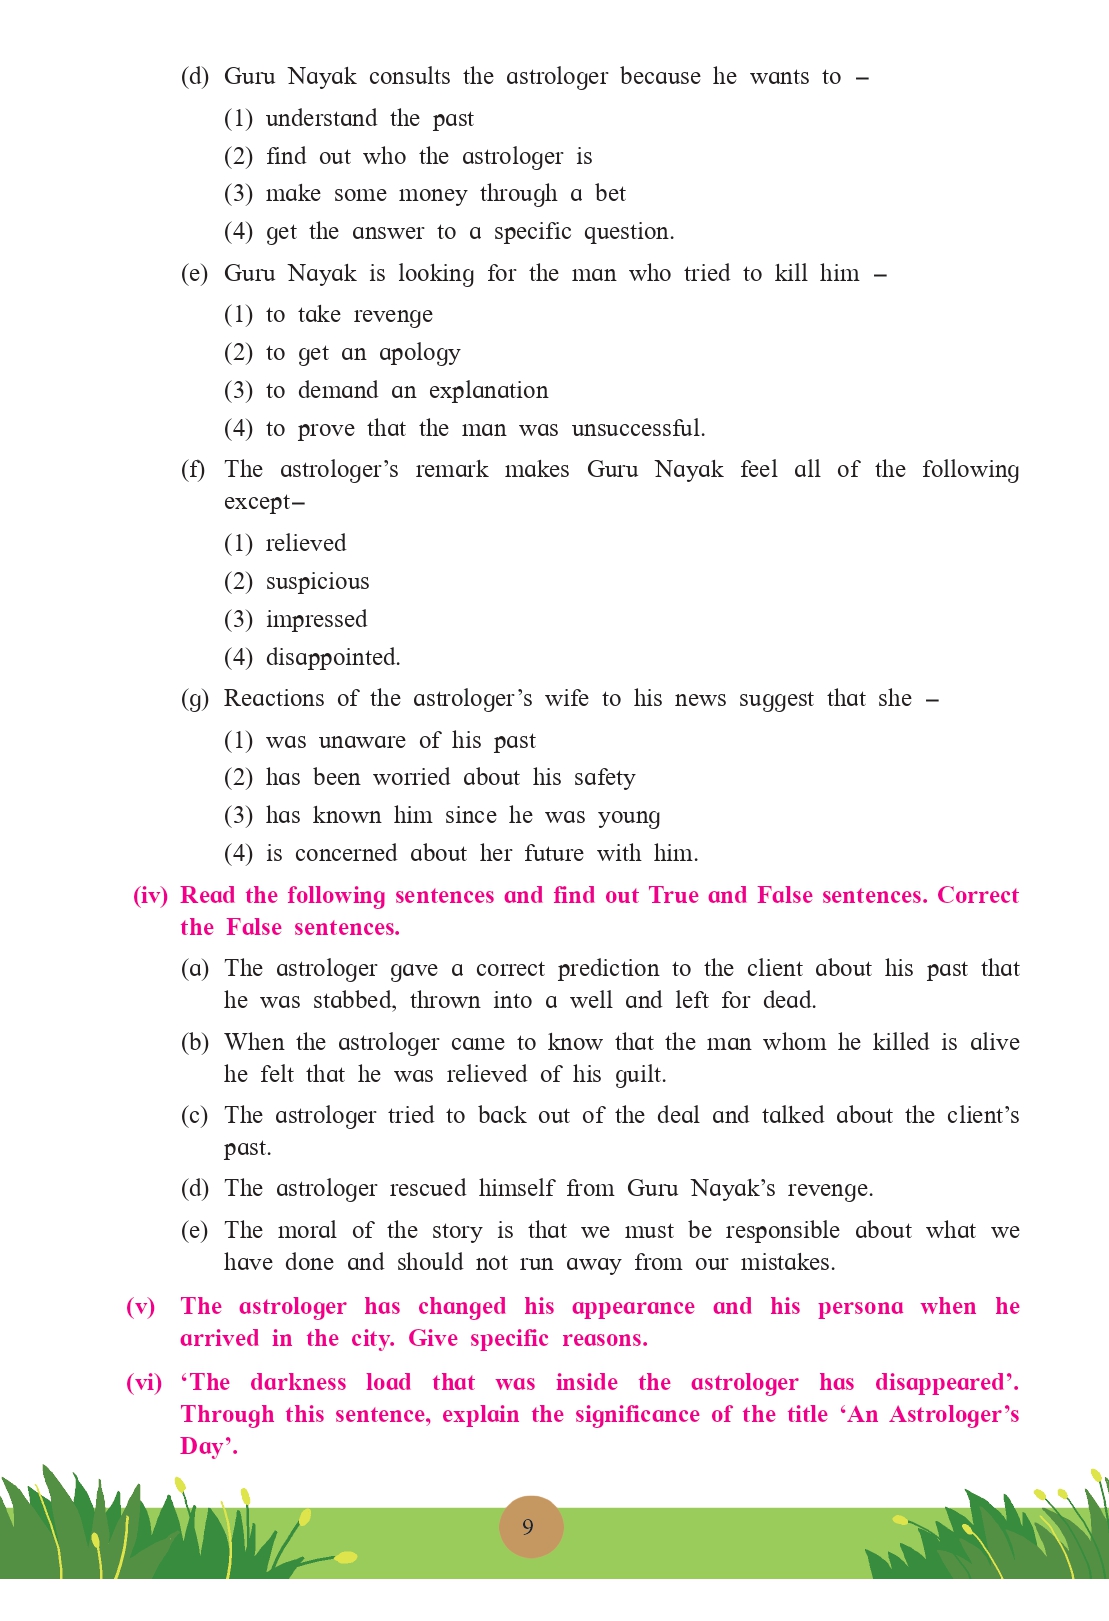 (d) Guru Nayak consults the astrologer because he wants to –
(1) understand the past
(2) find out who the astrologer is
(3) make some money through a bet
(4) get the answer to a specific question.
(e) Guru Nayak is looking for the man who tried to kill him –
(1) to take revenge
(2) to get an apology
(3) to demand an explanation
(4) to prove that the man was unsuccessful.
(f) The astrologer’s remark makes Guru Nayak feel all of the following
except–
(1) relieved
(2) suspicious
(3) impressed
(4) disappointed.
(g) Reactions of the astrologer’s wife to his news suggest that she –
(1) was unaware of his past
(2) has been worried about his safety
(3) has known him since he was young
(4) is concerned about her future with him.
(iv) Read the following sentences and find out True and False sentences. Correct
the False sentences.
(a) The astrologer gave a correct prediction to the client about his past that
he was stabbed, thrown into a well and left for dead.
(b) When the astrologer came to know that the man whom he killed is alive
he felt that he was relieved of his guilt.
(c) The astrologer tried to back out of the deal and talked about the client’s
past.
(d) The astrologer rescued himself from Guru Nayak’s revenge.
(e) The moral of the story is that we must be responsible about what we
have done and should not run away from our mistakes.
(v) The astrologer has changed his appearance and his persona when he
arrived in the city. Give specific reasons.
(vi) ‘The darkness load that was inside the astrologer has disappeared’.
Through this sentence, explain the significance of the title ‘An Astrologer’s
Day’.
9